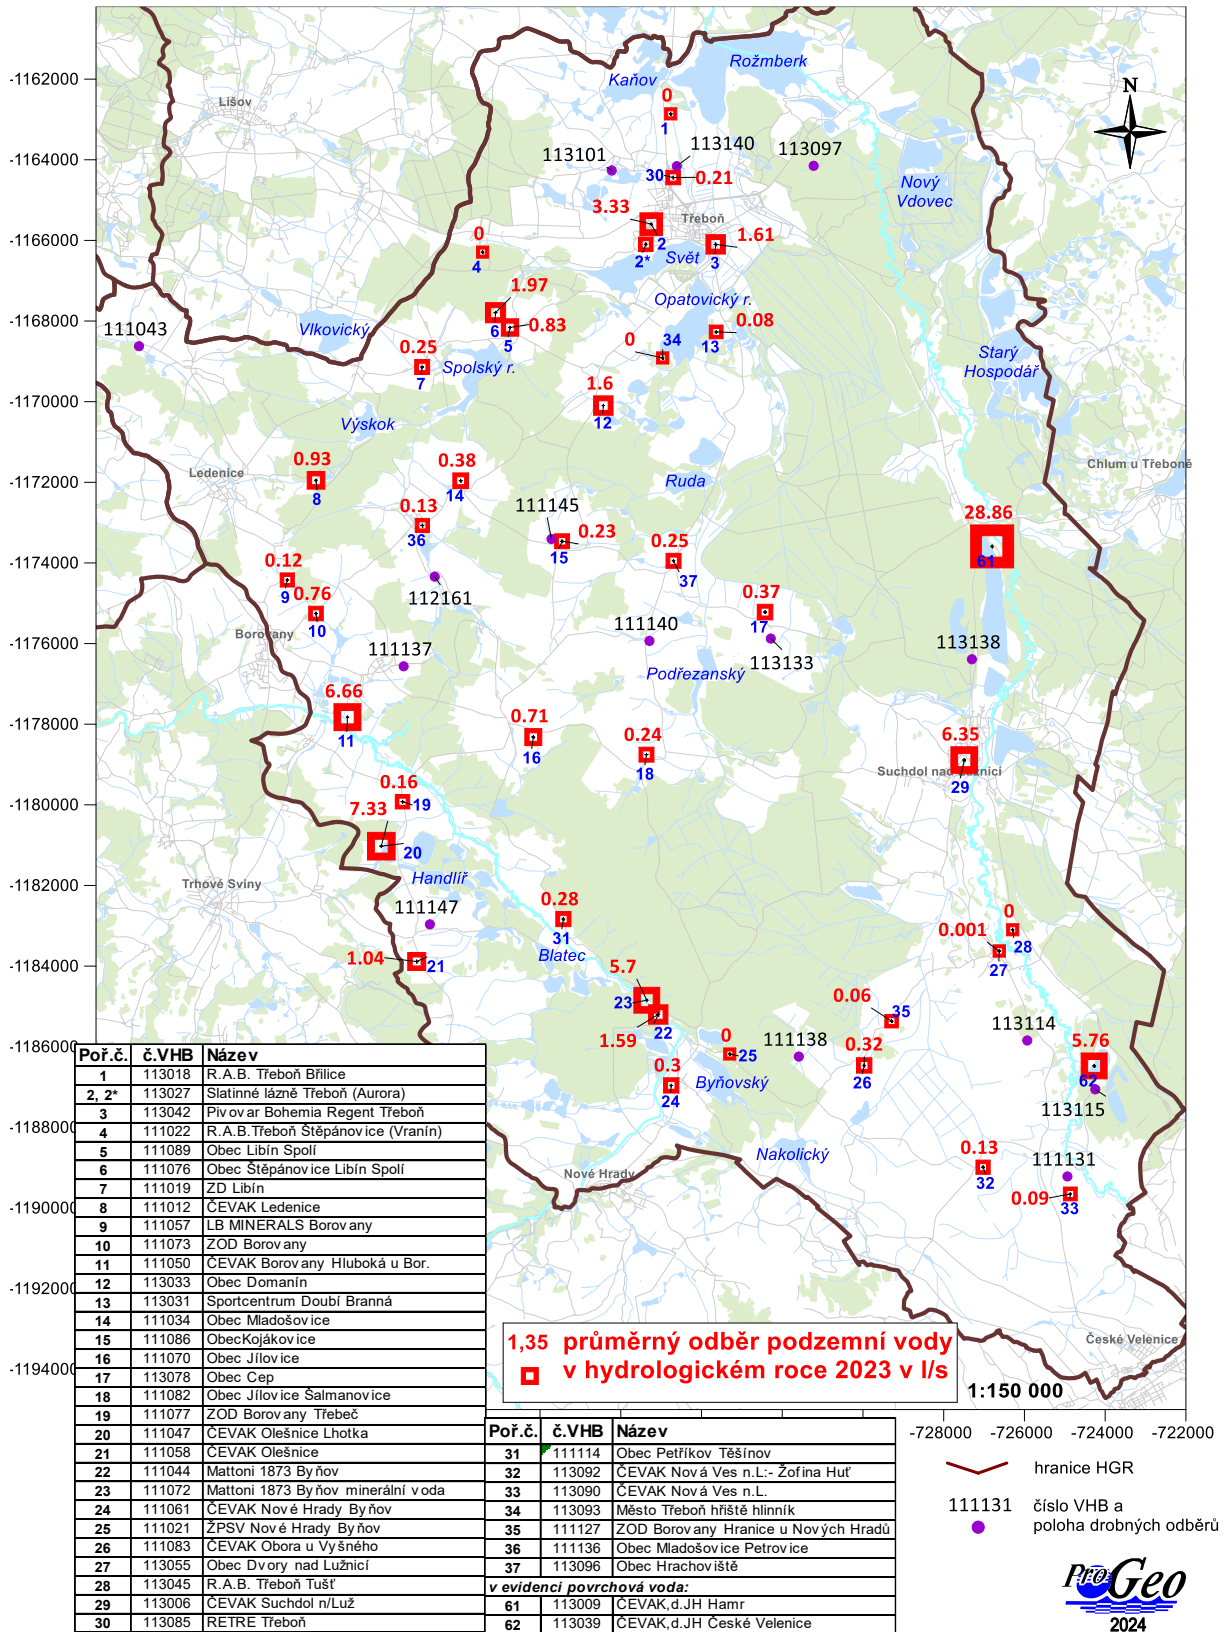 -1162000
-1164000
-1166000
-1168000
-1170000
-1172000
-1174000
-1176000
-1178000
-1180000
-1182000
-1184000
-1186000
-1188000
-1190000
-1192000
-1194000
N
Kaňov
Rožmberk
Lišov
0
1
113101
113140
113097
30
0.21
Nový
Vdovec
3.33
2
2*
Třeboň
1.61
3
Svět
0
4
1.97
6
0.83
5
Opatovický r.
34
0
0.08
13
111043
Vlkovický
0.25
7
Spolský r.
Starý
Hospodář
1.6
12
Výskok
Ledenice
0.93
8
0.38
14
Ruda
Chlum u Třeboně
0.13
36
111145
0.23
15
28.86
61
0.25
37
0.12
9
0.76
10
112161
0.37
17
Borovany
111137
111140
113133
113138
Podřezanský
6.66
11
0.71
16
0.24
18
6.35
Suchdol nad Lužnicí
29
0.16
19
7.33
20
Handlíř
Trhové Sviny
111147
0.28
31
Blatec
1.04
21
0
28
0.001
27
5.7
23
1.59
22
0.06
35
0
25
111138
0.32
26
113114
5.76
62
113115
0.3
24
Byňovský
Nakolický
0.13
32
111131
0.09
33
Nové Hrady
České Velenice
Poř.č. č.VHB Název
1 113018 R.A.B. Třeboň Břilice
2, 2* 113027 Slatinné lázně Třeboň (Aurora)
3 113042 Pivovar Bohemia Regent Třeboň
4 111022 R.A.B.Třeboň Štěpánovice (Vranín)
5 111089 Obec Libín Spolí
6 111076 Obec Štěpánovice Libín Spolí
7 111019 ZD Libín
8 111012 ČEVAK Ledenice
9 111057 LB MINERALS Borovany
10 111073 ZOD Borovany
11 111050 ČEVAK Borovany Hluboká u Bor.
12 113033 Obec Domanín
13 113031 Sportcentrum Doubí Branná
14 111034 Obec Mladošovice
15 111086 ObecKojákovice
16 111070 Obec Jílovice
17 113078 Obec Cep
18 111082 Obec Jílovice Šalmanovice
19 111077 ZOD Borovany Třebeč
20 111047 ČEVAK Olešnice Lhotka
21 111058 ČEVAK Olešnice
22 111044 Mattoni 1873 Byňov
23 111072 Mattoni 1873 Byňov minerální voda
24 111061 ČEVAK Nové Hrady Byňov
25 111021 ŽPSV Nové Hrady Byňov
26 111083 ČEVAK Obora u Vyšného
27 113055 Obec Dvory nad Lužnicí
28 113045 R.A.B. Třeboň Tušť
29 113006 ČEVAK Suchdol n/Luž
30 113085 RETRE Třeboň
1,35 průměrný odběr podzemní vody
v hydrologickém roce 2023 v l/s
1:150 000
Poř.č. č.VHB Název
31 111114 Obec Petříkov Těšínov
32 113092 ČEVAK Nová Ves n.L:- Žofina Huť
33 113090 ČEVAK Nová Ves n.L.
34 113093 Město Třeboň hřiště hlinník
35 111127 ZOD Borovany Hranice u Nových Hradů
36 111136 Obec Mladošovice Petrovice
37 113096 Obec Hrachoviště
v evidenci povrchová voda:
61 113009 ČEVAK,d.JH Hamr
62 113039 ČEVAK,d.JH České Velenice
-728000 -726000 -724000 -722000
hranice HGR
111131 číslo VHB a
poloha drobných odběrů
ProGeo
2024